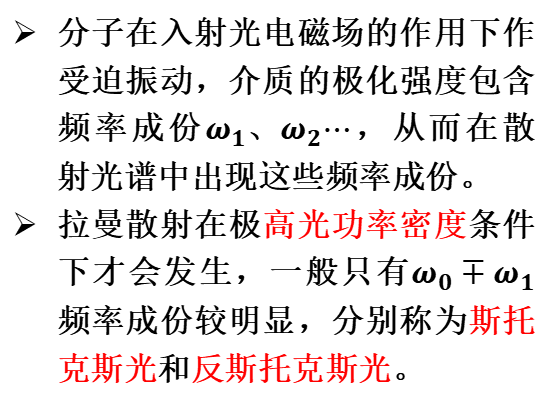 ➢ 分子在入射光电磁场的作用下作
受迫振动，介质的极化强度包含
频率成份ω₁、ω₂⋯，从而在散
射光谱中出现这些频率成份。
➢ 拉曼散射在极高光功率密度条件
下才会发生，一般只有ω₀ ∓ ω₁
频率成份较明显，分别称为斯托
克斯光和反斯托克斯光。